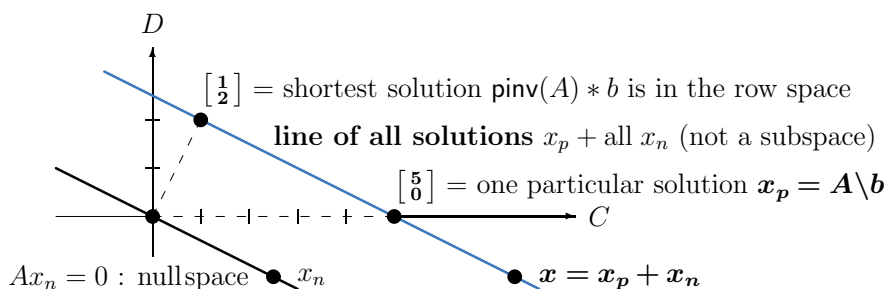 D
[1 2] = shortest solution pinv(A) ∗ b is in the row space
line of all solutions x_p + all x_n (not a subspace)
[5 0] = one particular solution x_p = A\b
C
Ax_n = 0 : nullspace x_n x = x_p + x_n